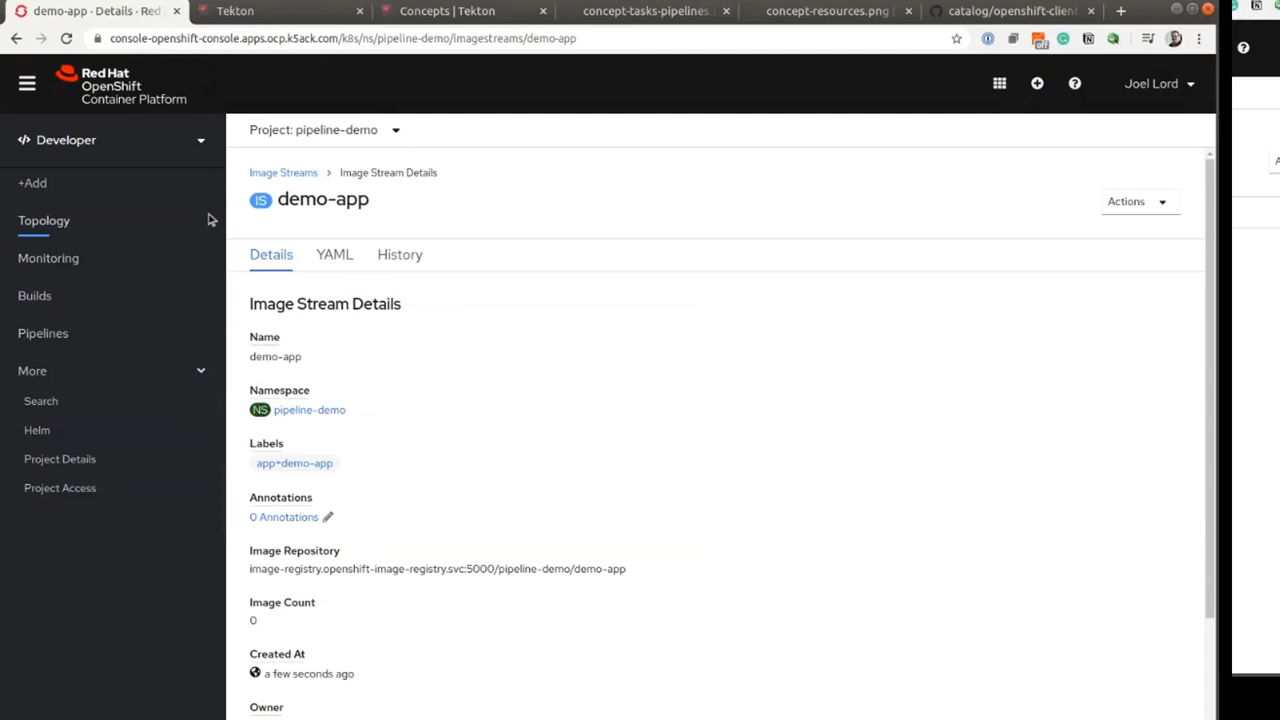 demo-app · Details · Red
Tekton
Concepts | Tekton
concept-tasks-pipelines.
concept-resources.png
catalog/openshift-client
console-openshift-console.apps.ocp.k5ack.com/k8s/ns/pipeline-demo/imagestreams/demo-app
off
Red Hat
OpenShift
Container Platform
Joel Lord
Developer
Project: pipeline-demo
+Add
Topology
Monitoring
Builds
Pipelines
More
Search
Helm
Project Details
Project Access
Image Streams > Image Stream Details
IS demo-app
Actions
Details YAML History
Image Stream Details
Name
demo-app
Namespace
NS pipeline-demo
Labels
app=demo-app
Annotations
0 Annotations
Image Repository
image-registry.openshift-image-registry.svc:5000/pipeline-demo/demo-app
Image Count
0
Created At
a few seconds ago
Owner